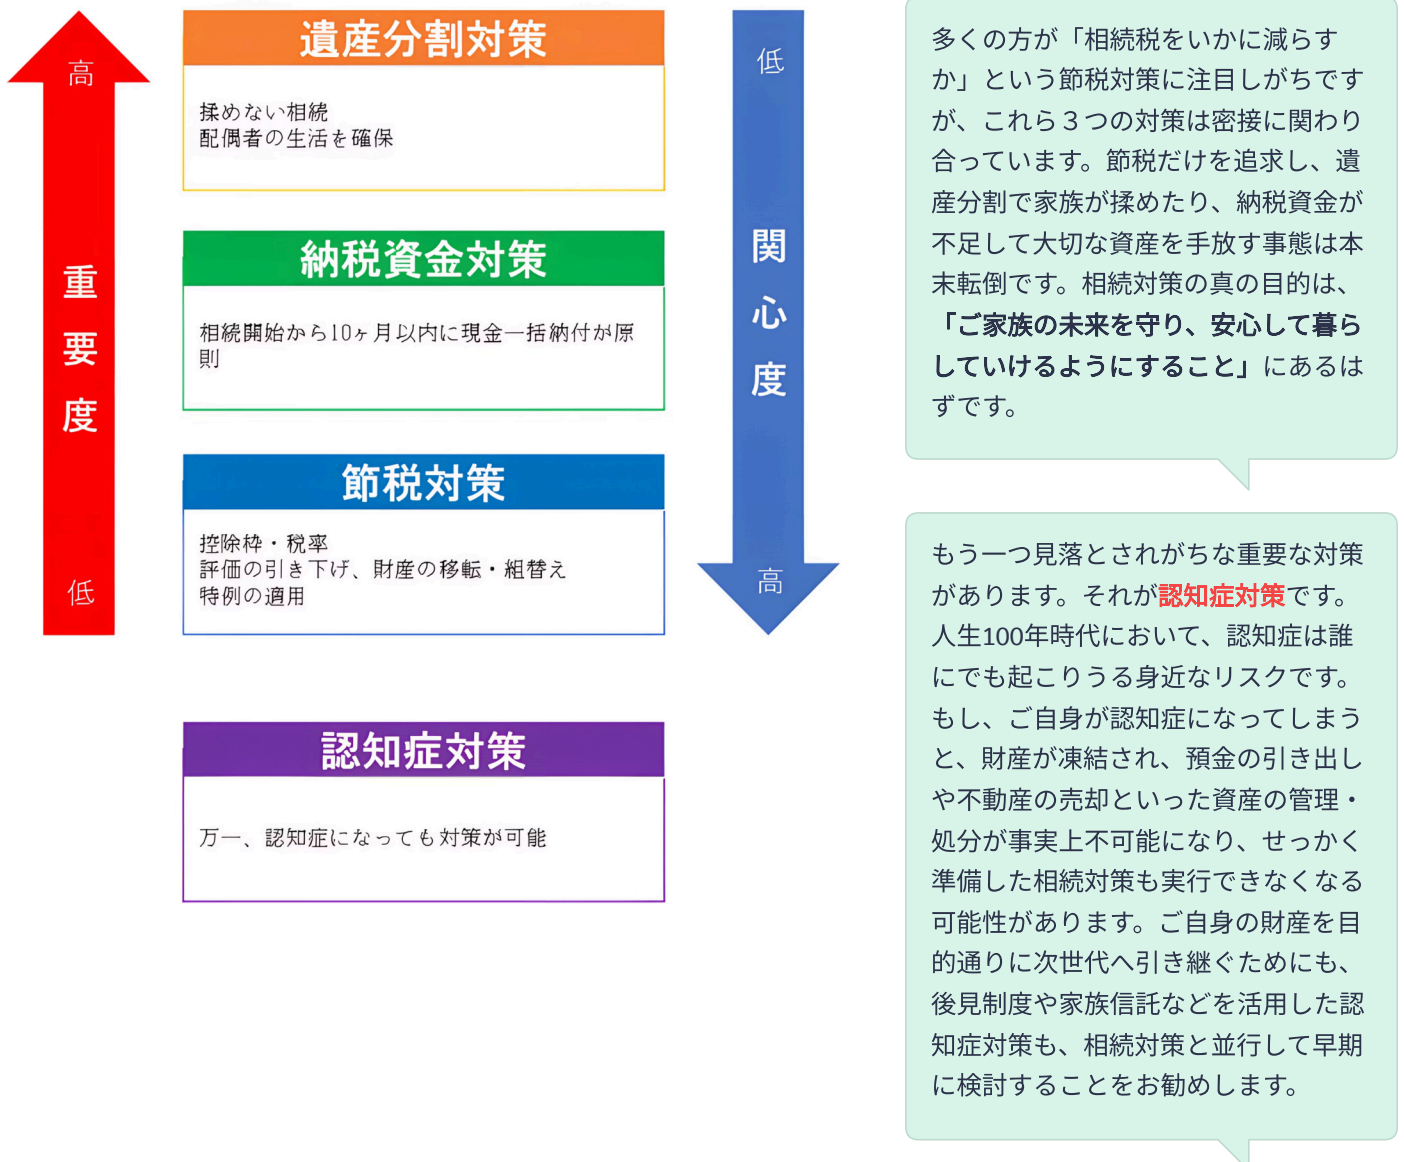 高
重
要
度
低
遺産分割対策
揉めない相続
配偶者の生活を確保
納税資金対策
相続開始から10ヶ月以内に現金一括納付が原
則
節税対策
控除枠・税率
評価の引き下げ、財産の移転・組替え
特例の適用
認知症対策
万一、認知症になっても対策が可能
低
関
心
度
高
多くの方が「相続税をいかに減らす
か」という節税対策に注目しがちです
が、これら３つの対策は密接に関わり
合っています。節税だけを追求し、遺
産分割で家族が揉めたり、納税資金が
不足して大切な資産を手放す事態は本
末転倒です。相続対策の真の目的は、
「ご家族の未来を守り、安心して暮ら
していけるようにすること」にあるは
ずです。
もう一つ見落とされがちな重要な対策
があります。それが認知症対策です。
人生100年時代において、認知症は誰
にでも起こりうる身近なリスクです。
もし、ご自身が認知症になってしまう
と、財産が凍結され、預金の引き出し
や不動産の売却といった資産の管理・
処分が事実上不可能になり、せっかく
準備した相続対策も実行できなくなる
可能性があります。ご自身の財産を目
的通りに次世代へ引き継ぐためにも、
後見制度や家族信託などを活用した認
知症対策も、相続対策と並行して早期
に検討することをお勧めします。